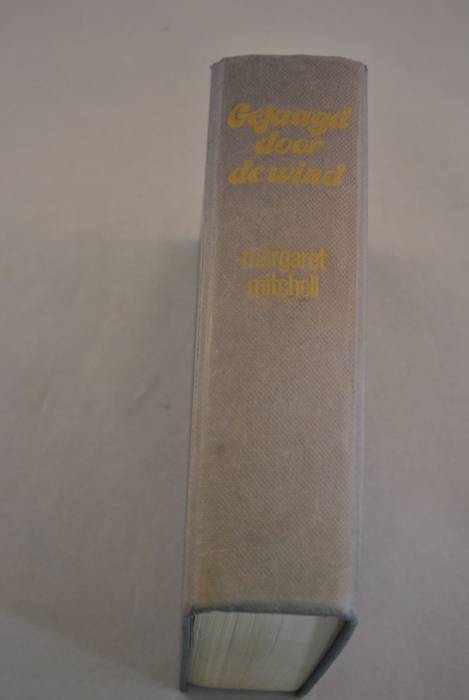 Gejaagd
door
de wind
margaret
mitchell